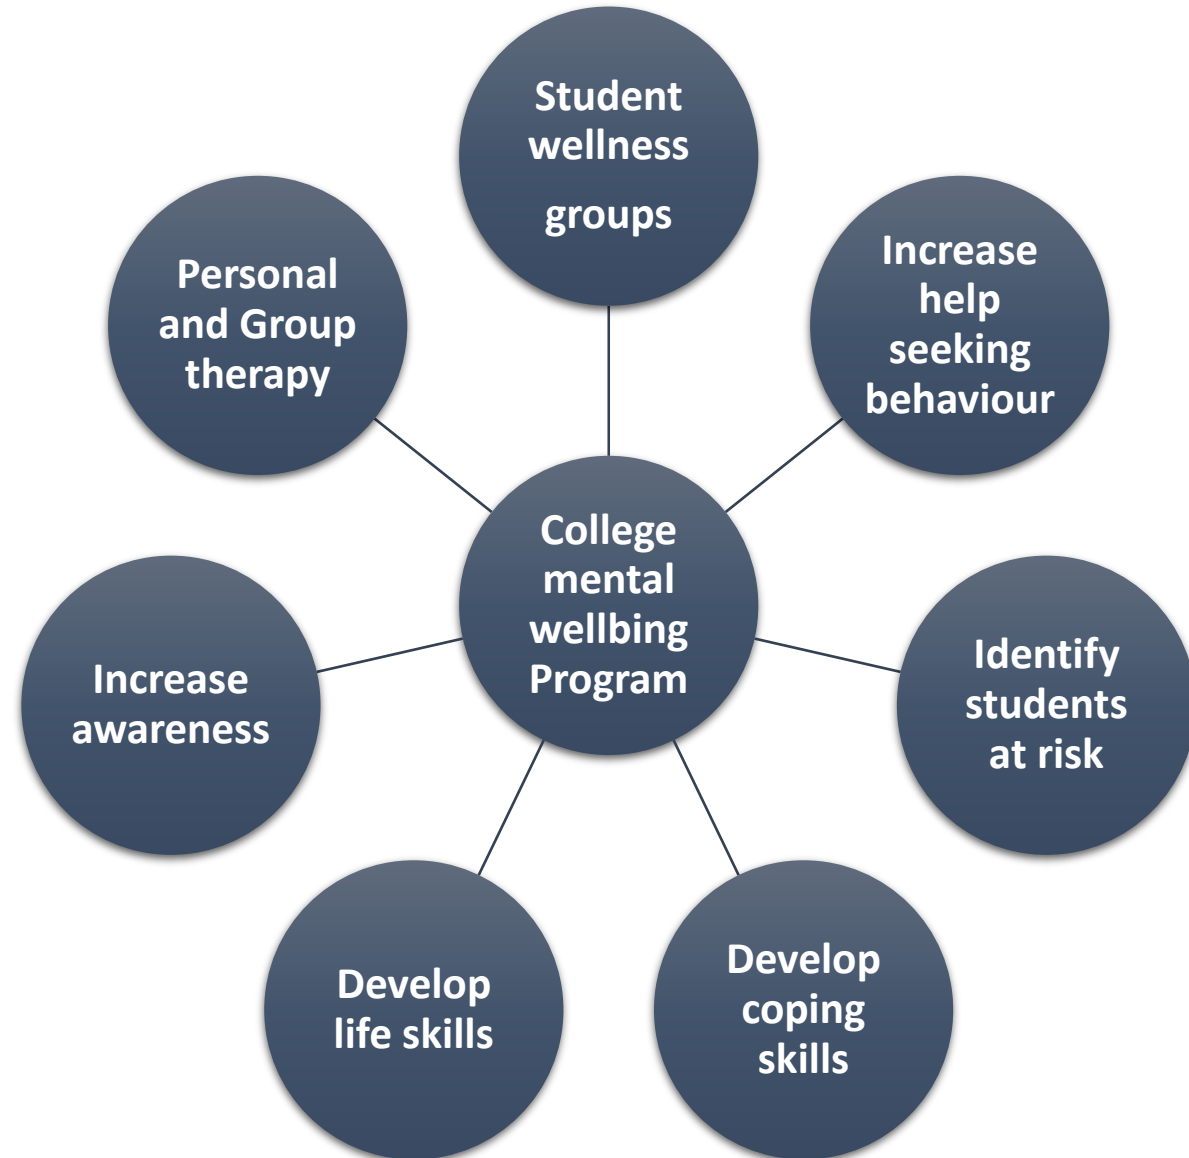 Student
wellness
groups
Increase
help
seeking
behaviour
Personal
and Group
therapy
College
mental
wellbing
Program
Identify
students
at risk
Increase
awareness
Develop
coping
skills
Develop
life skills